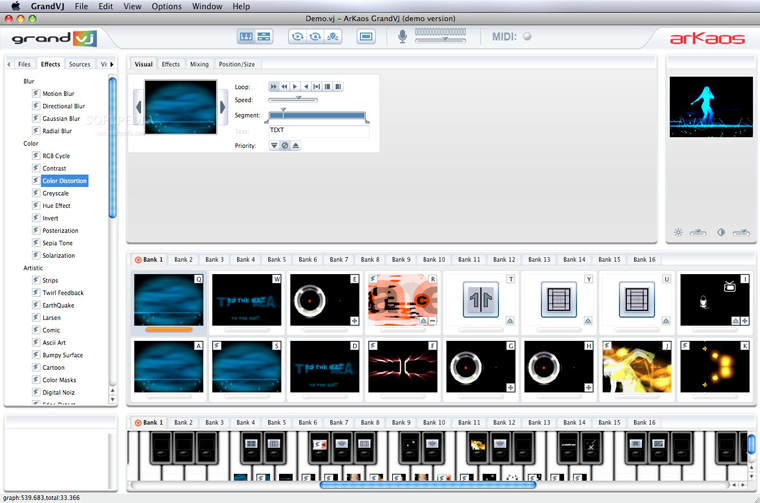 GrandVJ File Edit View Options Window Help
Demo.vj – ArKaos GrandVJ (demo version)
grand vj
MIDI:
arKaos
Files Effects Sources Vi
Blur
Motion Blur
Directional Blur
Gaussian Blur
Radial Blur
Color
RGB Cycle
Contrast
Color Distortion
Greyscale
Hue Effect
Invert
Posterization
Sepia Tone
Solarization
Artistic
Strips
Twirl Feedback
EarthQuake
Larsen
Comic
Ascii Art
Bumpy Surface
Cartoon
Color Masks
Digital Noiz
Visual Effects Mixing Position/Size
Loop:
Speed:
Segment:
Text: TEXT
Priority:
SOFTPEDIA
Bank 1 Bank 2 Bank 3 Bank 4 Bank 5 Bank 6 Bank 7 Bank 8 Bank 9 Bank 10 Bank 11 Bank 12 Bank 13 Bank 14 Bank 15 Bank 16
Q W E R T Y U I
A S D F G H J K
Bank 1 Bank 2 Bank 3 Bank 4 Bank 5 Bank 6 Bank 7 Bank 8 Bank 9 Bank 10 Bank 11 Bank 12 Bank 13 Bank 14 Bank 15 Bank 16
graph:539.683,total:33.366